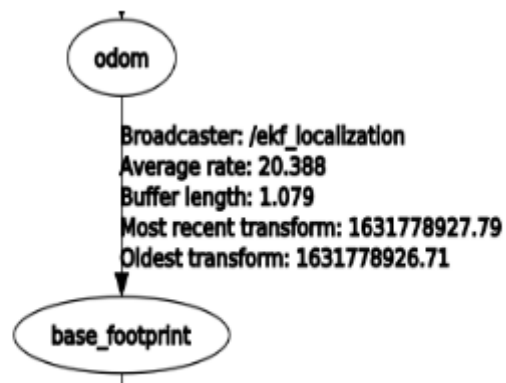 odom
Broadcaster: /ekf_localization
Average rate: 20.388
Buffer length: 1.079
Most recent transform: 1631778927.79
Oldest transform: 1631778926.71
base_footprint